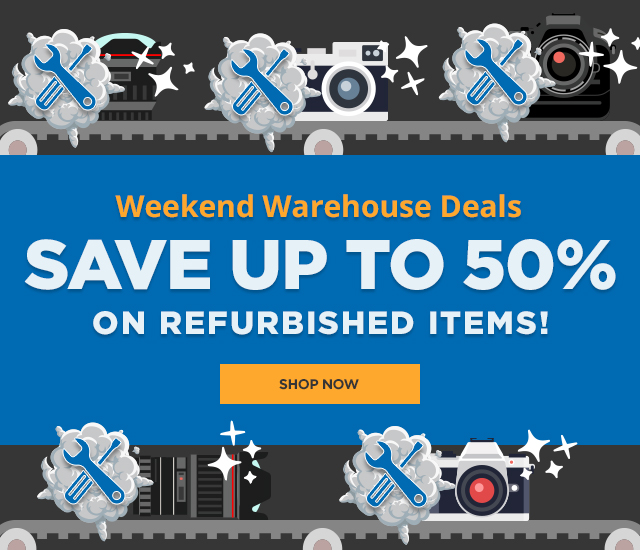 Weekend Warehouse Deals
SAVE UP TO 50%
ON REFURBISHED ITEMS!
SHOP NOW